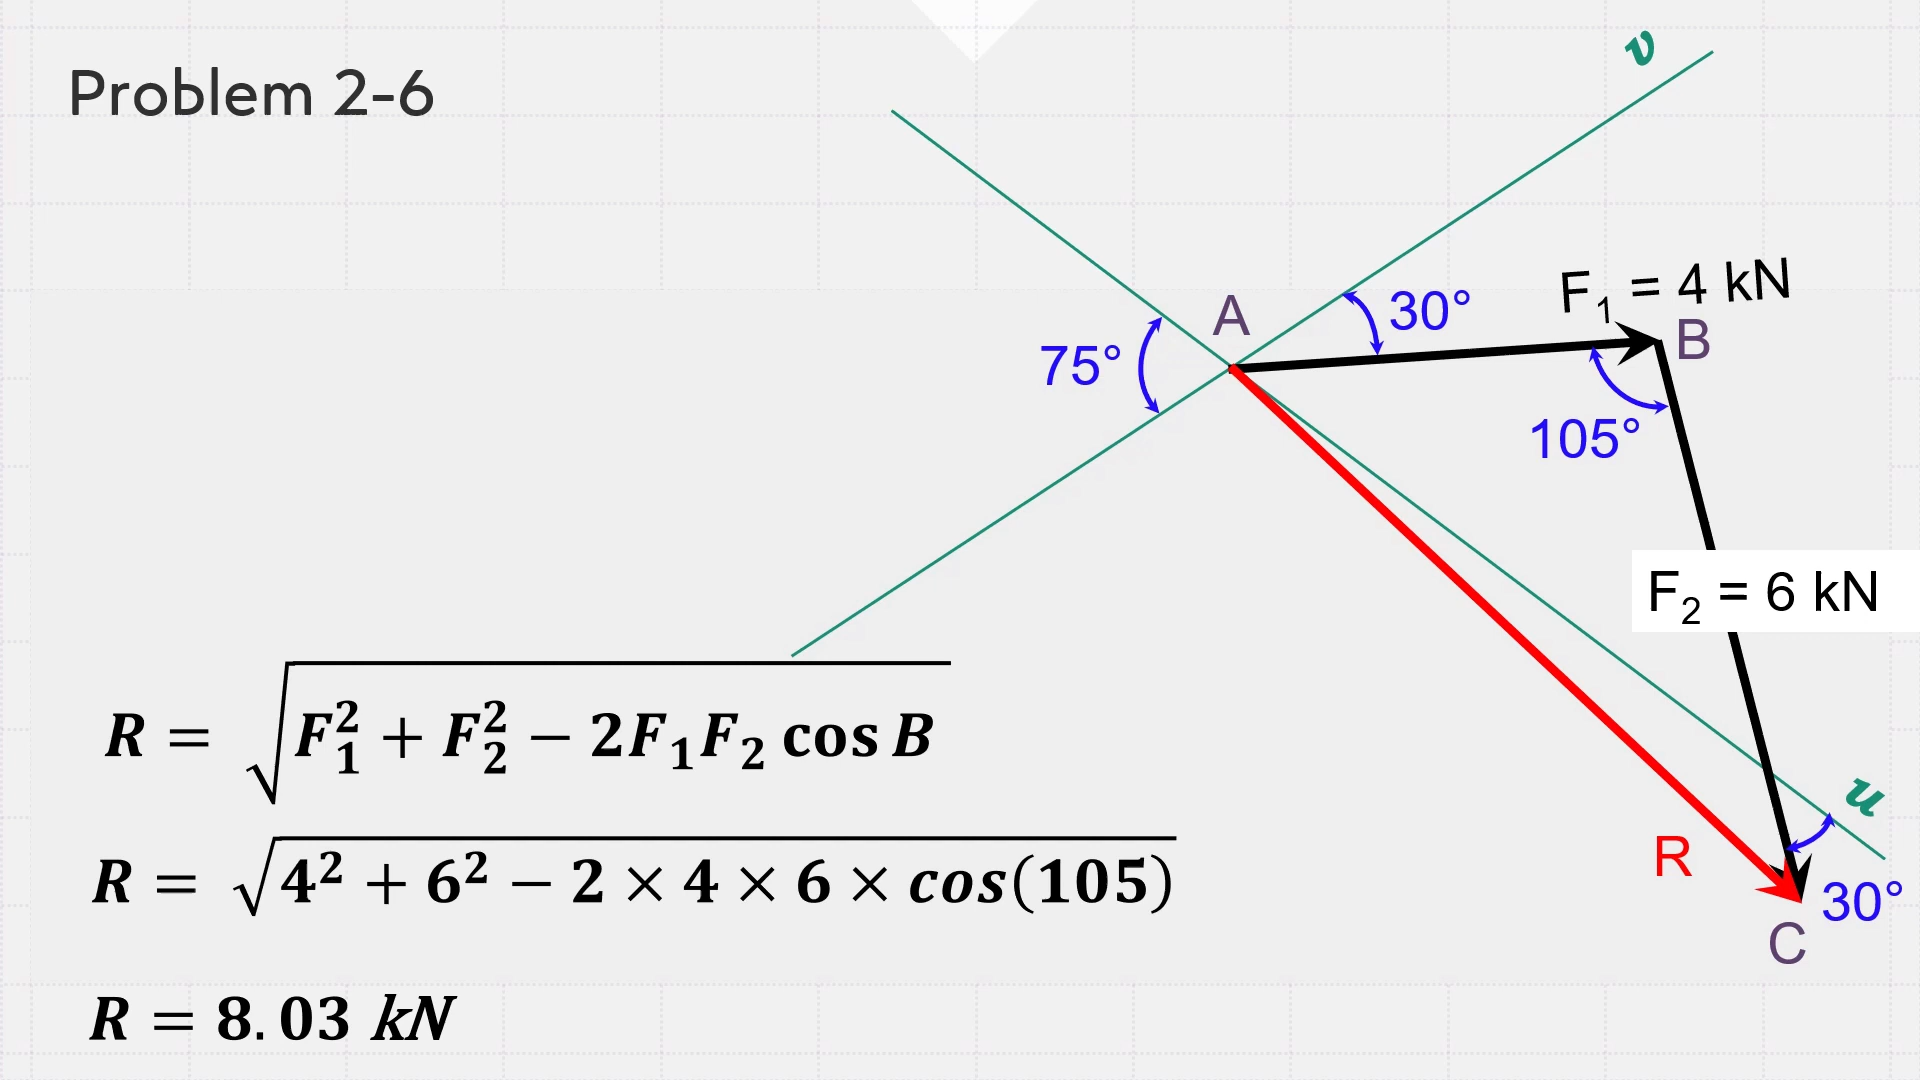 Problem 2-6
v
A
30°
F₁ = 4 kN
B
75°
105°
F₂ = 6 kN
R = √(F₁² + F₂² − 2F₁F₂ cos B)
u
R
R = √(4² + 6² − 2 × 4 × 6 × cos(105))
30°
C
R = 8.03 kN